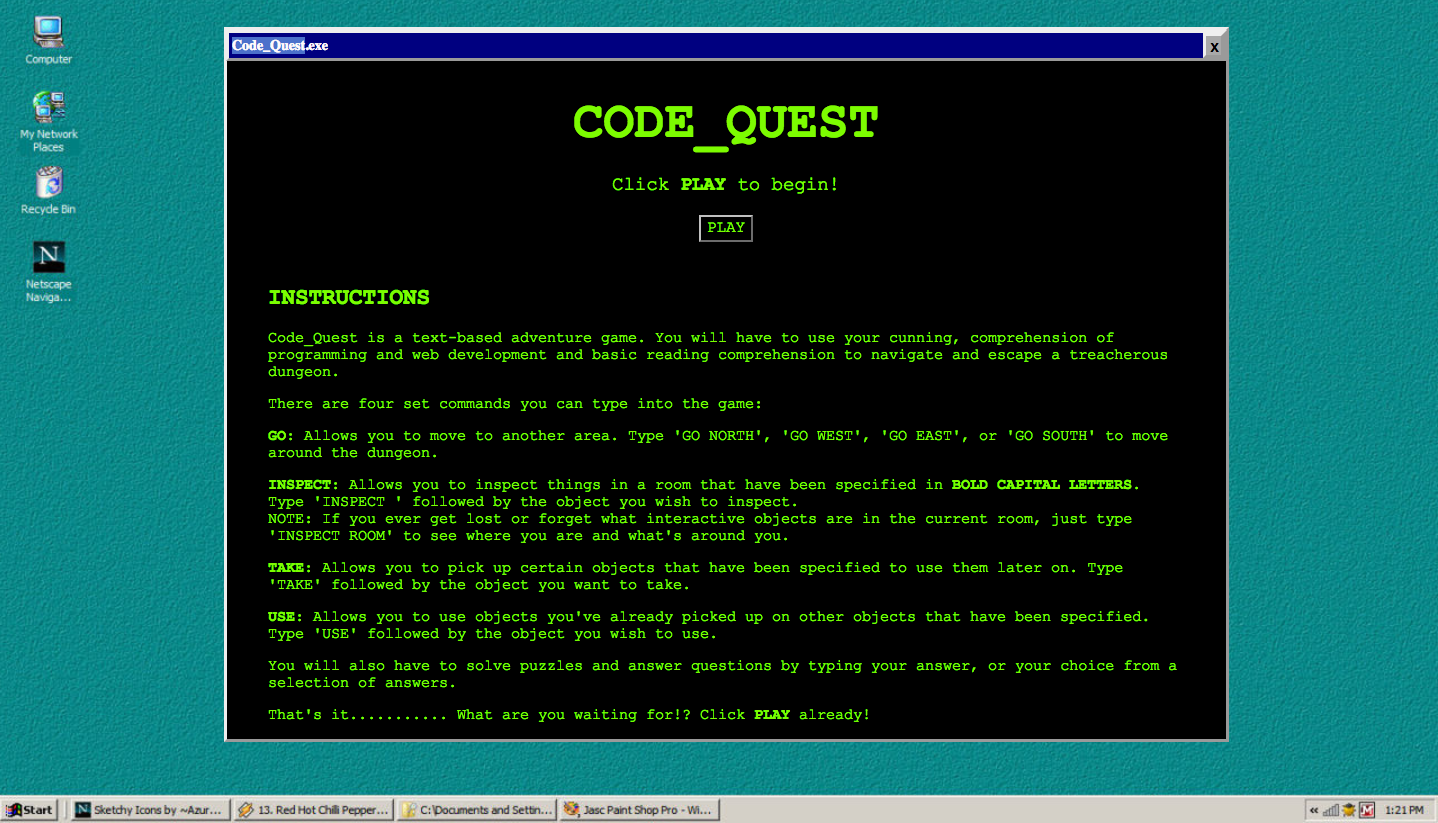 Computer
My Network
Places
Recycle Bin
N
Netscape
Naviga...
Code_Quest.exe
x
CODE_QUEST
Click PLAY to begin!
PLAY
INSTRUCTIONS
Code_Quest is a text-based adventure game. You will have to use your cunning, comprehension of
programming and web development and basic reading comprehension to navigate and escape a treacherous
dungeon.
There are four set commands you can type into the game:
GO: Allows you to move to another area. Type 'GO NORTH', 'GO WEST', 'GO EAST', or 'GO SOUTH' to move
around the dungeon.
INSPECT: Allows you to inspect things in a room that have been specified in BOLD CAPITAL LETTERS.
Type 'INSPECT ' followed by the object you wish to inspect.
NOTE: If you ever get lost or forget what interactive objects are in the current room, just type
'INSPECT ROOM' to see where you are and what's around you.
TAKE: Allows you to pick up certain objects that have been specified to use them later on. Type
'TAKE' followed by the object you want to take.
USE: Allows you to use objects you've already picked up on other objects that have been specified.
Type 'USE' followed by the object you wish to use.
You will also have to solve puzzles and answer questions by typing your answer, or your choice from a
selection of answers.
That's it........... What are you waiting for!? Click PLAY already!
Start
N Sketchy Icons by ~Azur...
13. Red Hot Chilli Pepper...
C:\Documents and Settin...
Jasc Paint Shop Pro - Wi...
« 1:21 PM